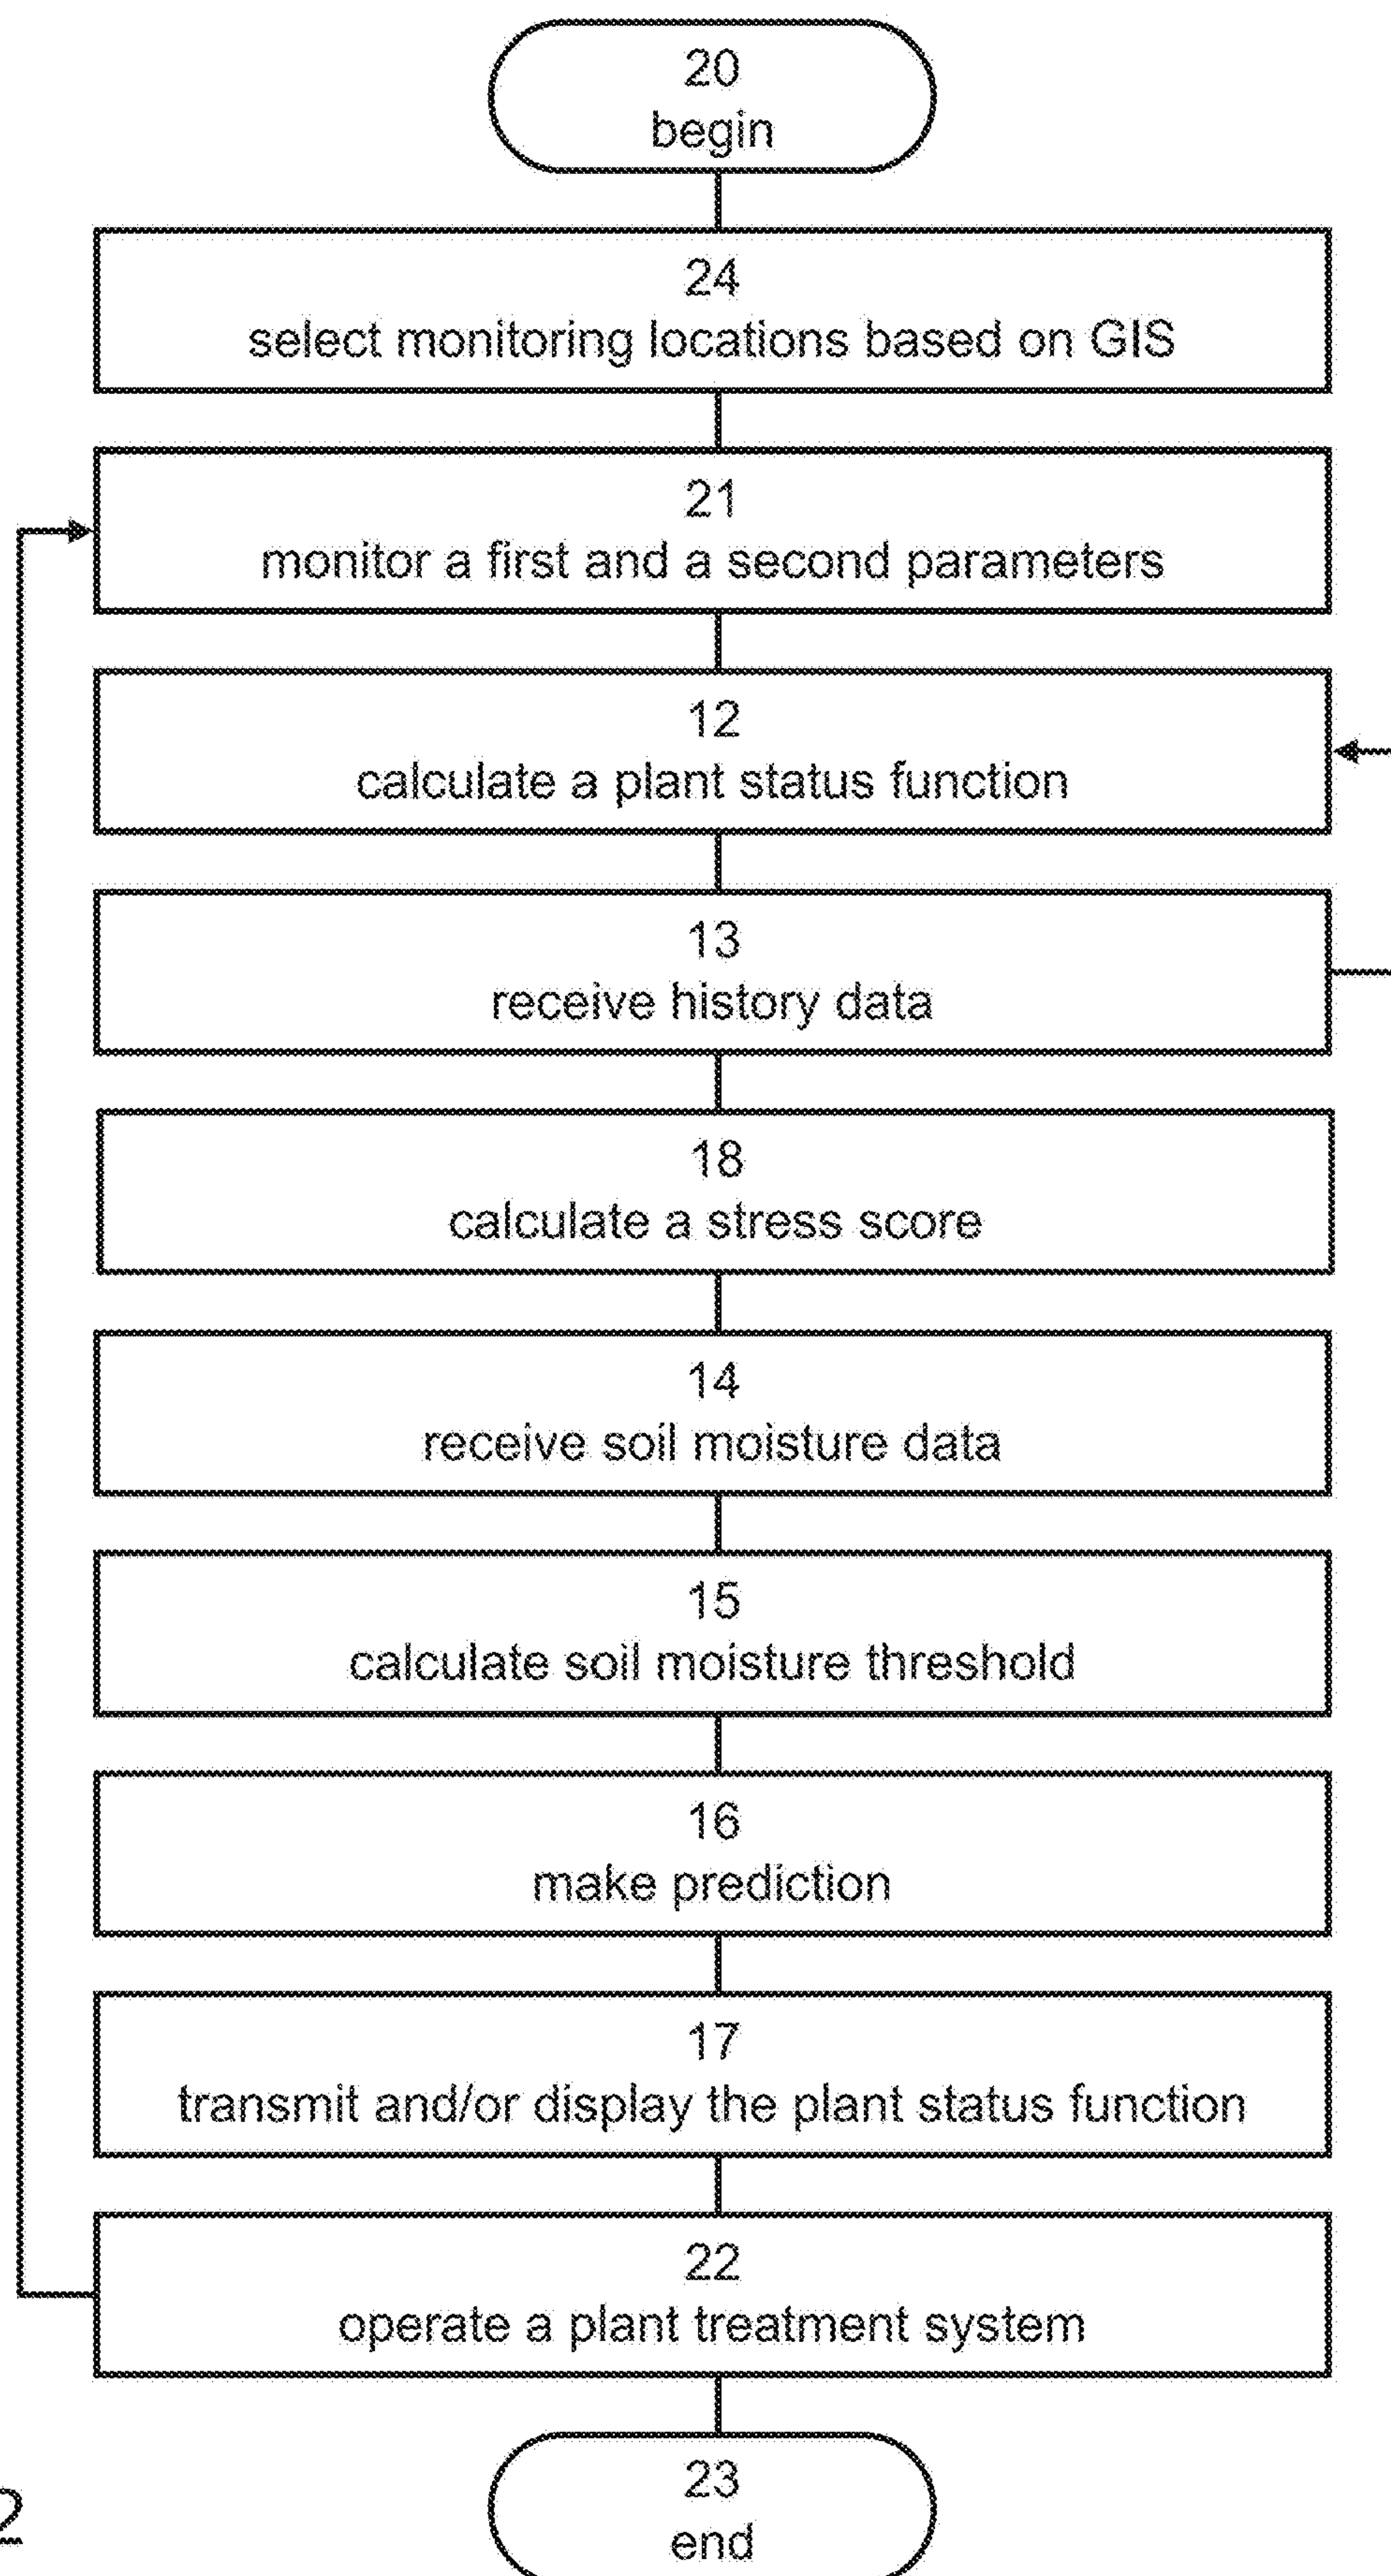 20
begin
24
select monitoring locations based on GIS
21
monitor a first and a second parameters
12
calculate a plant status function
13
receive history data
18
calculate a stress score
14
receive soil moisture data
15
calculate soil moisture threshold
16
make prediction
17
transmit and/or display the plant status function
22
operate a plant treatment system
23
end
2